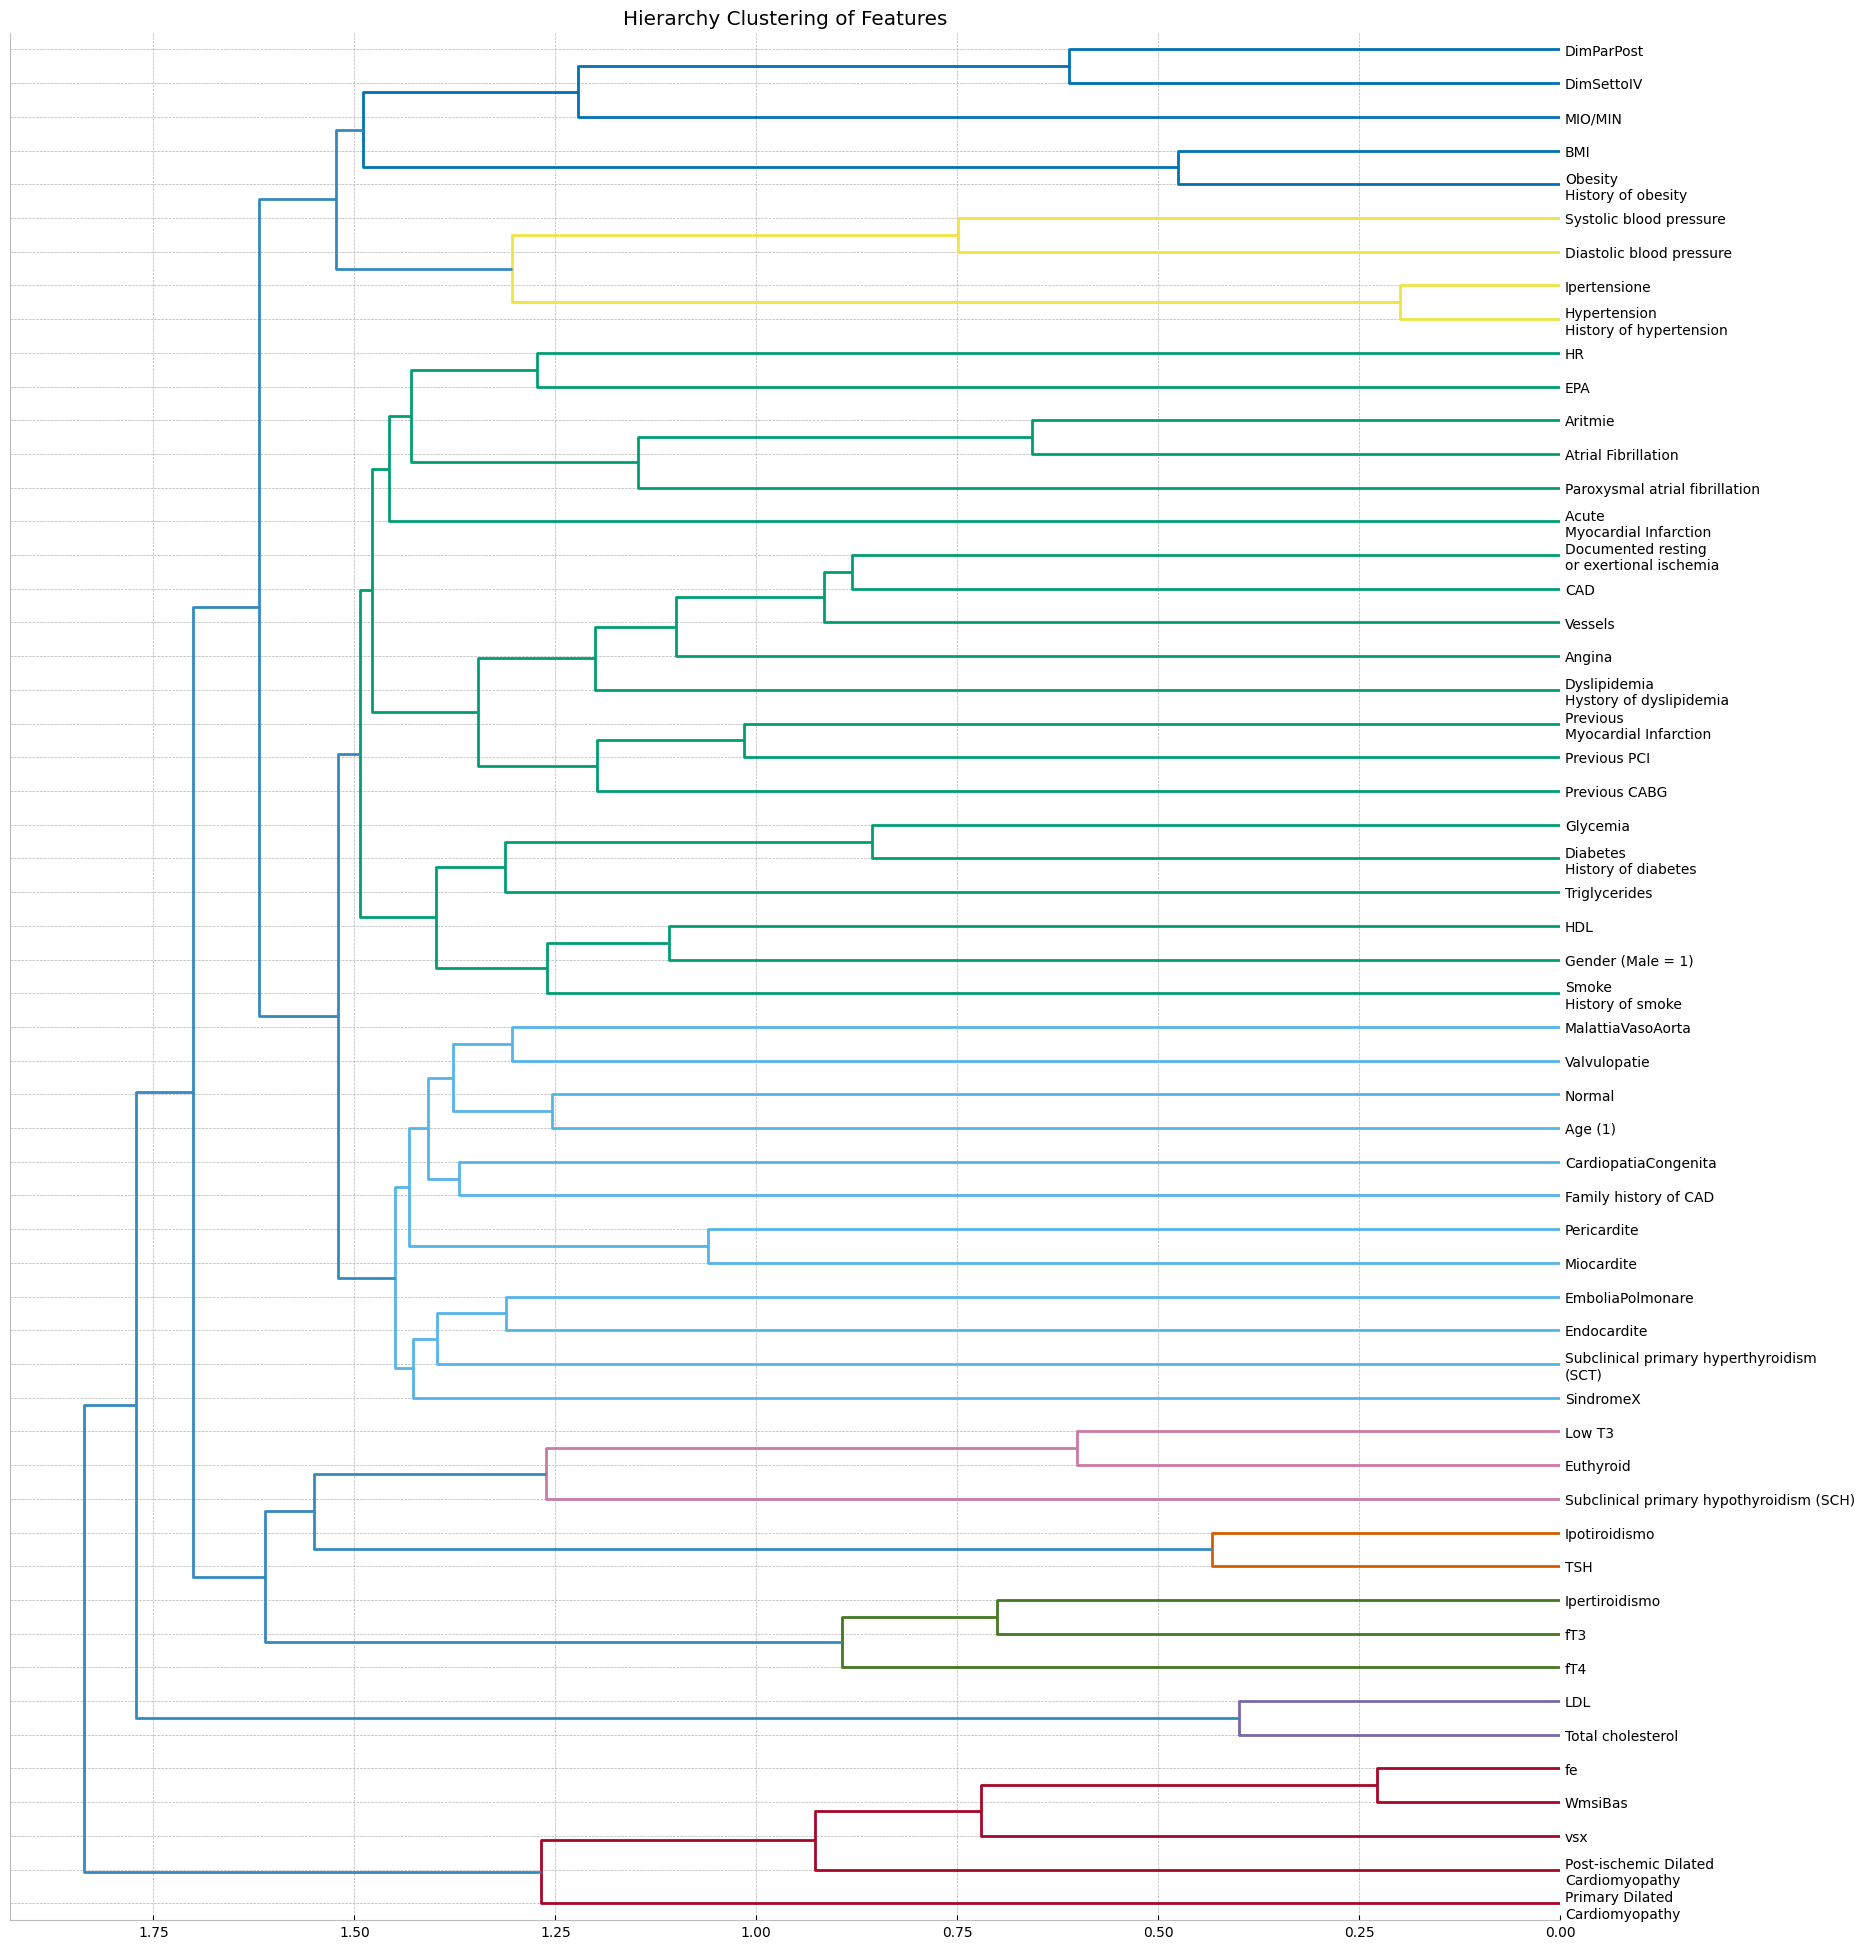 Hierarchy Clustering of Features
DimParPost
DimSettoIV
MIO/MIN
BMI
Obesity
History of obesity
Systolic blood pressure
Diastolic blood pressure
Ipertensione
Hypertension
History of hypertension
HR
EPA
Aritmie
Atrial Fibrillation
Paroxysmal atrial fibrillation
Acute
Myocardial Infarction
Documented resting
or exertional ischemia
CAD
Vessels
Angina
Dyslipidemia
Hystory of dyslipidemia
Previous
Myocardial Infarction
Previous PCI
Previous CABG
Glycemia
Diabetes
History of diabetes
Triglycerides
HDL
Gender (Male = 1)
Smoke
History of smoke
MalattiaVasoAorta
Valvulopatie
Normal
Age (1)
CardiopatiaCongenita
Family history of CAD
Pericardite
Miocardite
EmboliaPolmonare
Endocardite
Subclinical primary hyperthyroidism
(SCT)
SindromeX
Low T3
Euthyroid
Subclinical primary hypothyroidism (SCH)
Ipotiroidismo
TSH
Ipertiroidismo
fT3
fT4
LDL
Total cholesterol
fe
WmsiBas
vsx
Post-ischemic Dilated
Cardiomyopathy
Primary Dilated
Cardiomyopathy
1.75 1.50 1.25 1.00 0.75 0.50 0.25 0.00